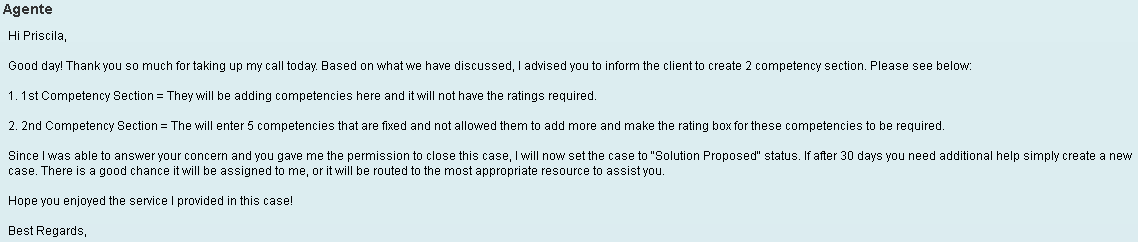 Agente
Hi Priscila,
Good day! Thank you so much for taking up my call today. Based on what we have discussed, I advised you to inform the client to create 2 competency section. Please see below:
1. 1st Competency Section = They will be adding competencies here and it will not have the ratings required.
2. 2nd Competency Section = The will enter 5 competencies that are fixed and not allowed them to add more and make the rating box for these competencies to be required.
Since I was able to answer your concern and you gave me the permission to close this case, I will now set the case to "Solution Proposed" status. If after 30 days you need additional help simply create a new
case. There is a good chance it will be assigned to me, or it will be routed to the most appropriate resource to assist you.
Hope you enjoyed the service I provided in this case!
Best Regards,